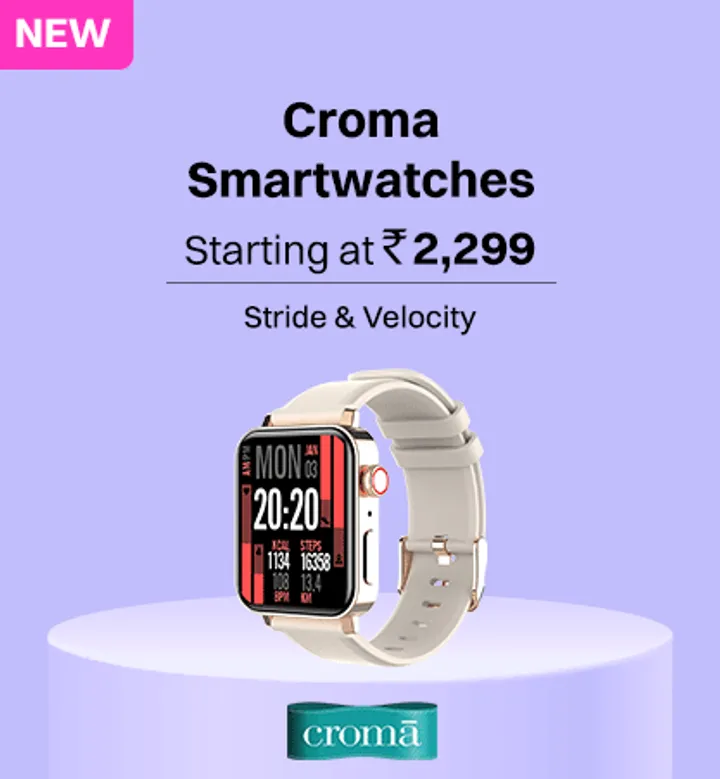 NEW
Croma
Smartwatches
Starting at ₹2,299
Stride & Velocity
AM PM
MON JAN
03
20:20
KCAL STEPS
1134 16358
108 13.4
BPM KM
cromā